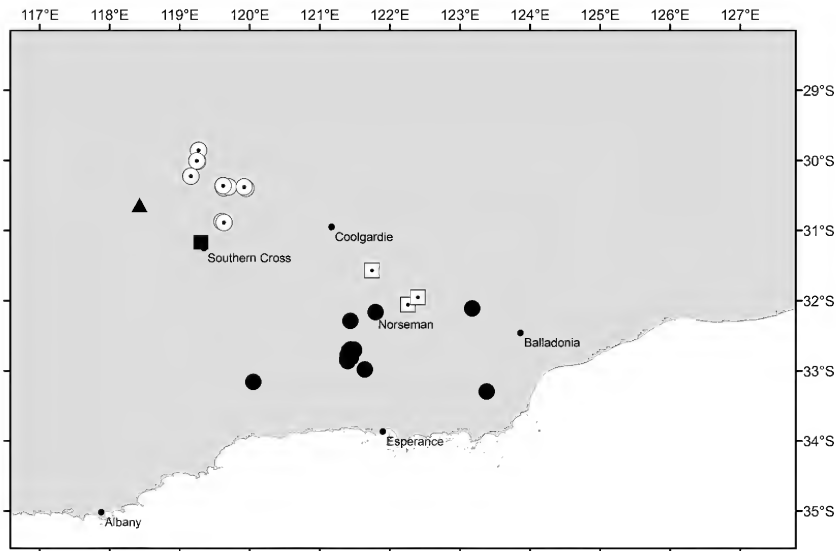 117°E 118°E 119°E 120°E 121°E 122°E 123°E 124°E 125°E 126°E 127°E
29°S
30°S
31°S
Coolgardie
Southern Cross
32°S
Norseman
Balladonia
33°S
34°S
Esperance
35°S
Albany